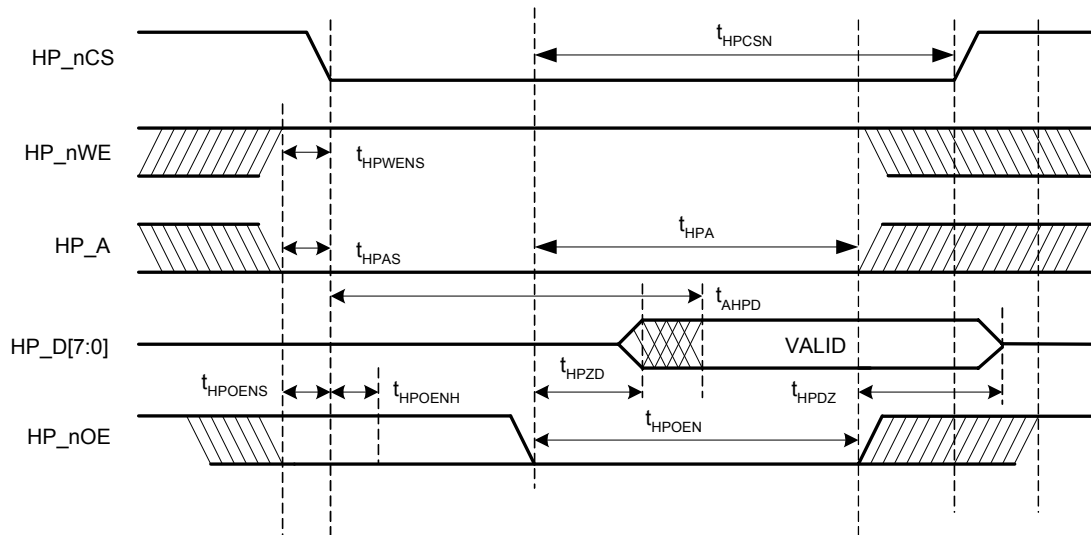 t_HPCSN
HP_nCS
HP_nWE
t_HPWENS
HP_A
t_HPA
t_HPAS
t_AHPD
HP_D[7:0]
VALID
t_HPZD
t_HPOENS
t_HPOENH
t_HPDZ
t_HPOEN
HP_nOE